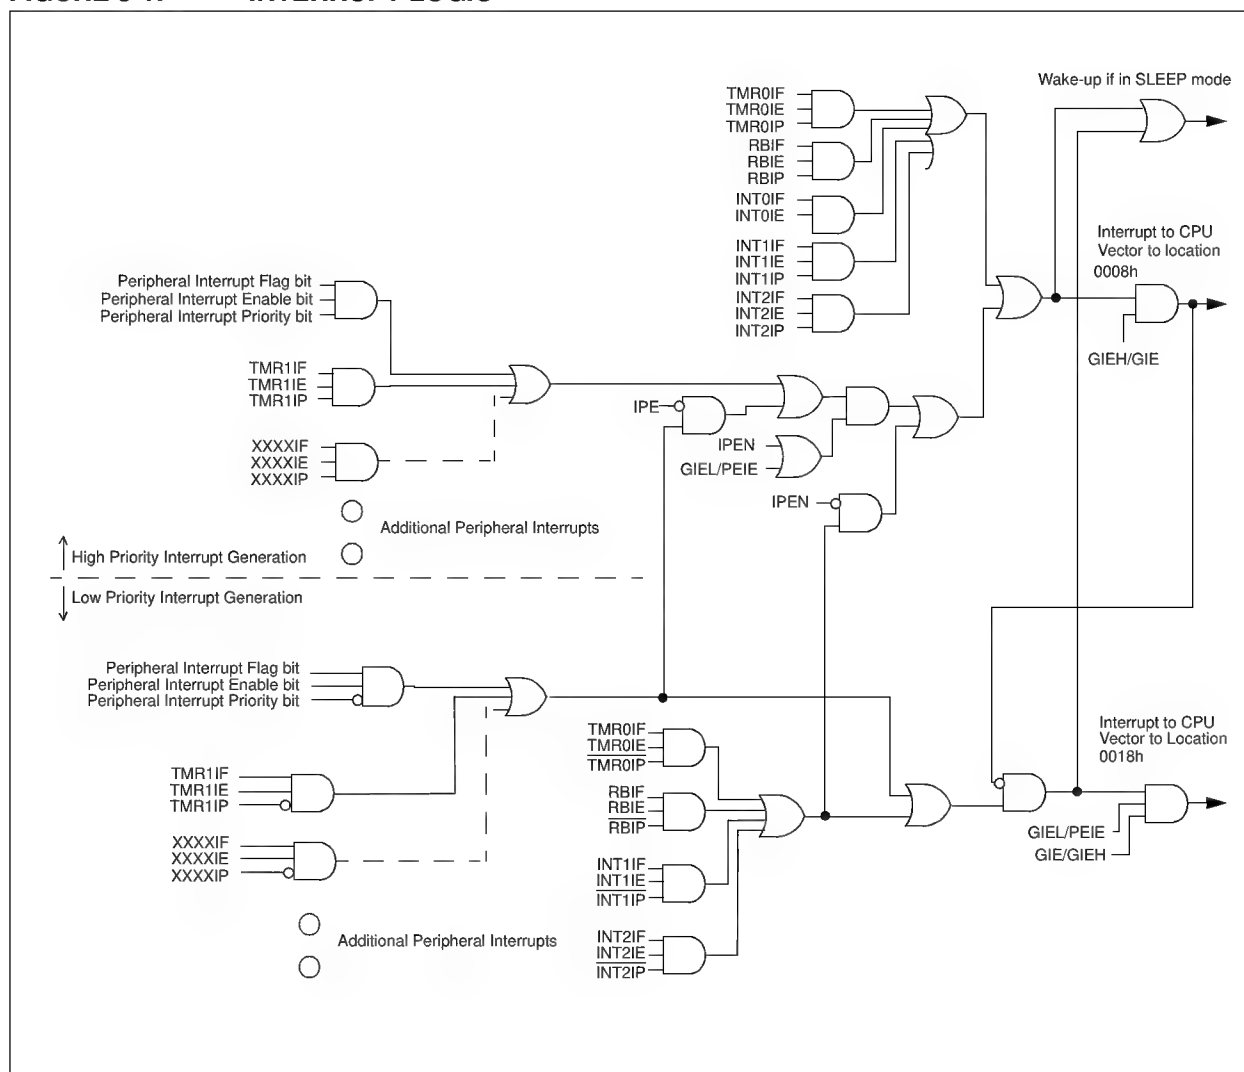 Wake-up if in SLEEP mode
TMR0IF
TMR0IE
TMR0IP
RBIF
RBIE
RBIP
INT0IF
INT0IE
INT1IF
INT1IE
INT1IP
INT2IF
INT2IE
INT2IP
Interrupt to CPU
Vector to location
0008h
GIEH/GIE
Peripheral Interrupt Flag bit
Peripheral Interrupt Enable bit
Peripheral Interrupt Priority bit
TMR1IF
TMR1IE
TMR1IP
XXXXIF
XXXXIE
XXXXIP
IPE
IPEN
GIEL/PEIE
IPEN
Additional Peripheral Interrupts
High Priority Interrupt Generation
Low Priority Interrupt Generation
Peripheral Interrupt Flag bit
Peripheral Interrupt Enable bit
Peripheral Interrupt Priority bit
TMR1IF
TMR1IE
TMR1IP
XXXXIF
XXXXIE
XXXXIP
Additional Peripheral Interrupts
TMR0IF
TMR0IE
TMR0IP
RBIF
RBIE
RBIP
INT1IF
INT1IE
INT1IP
INT2IF
INT2IE
INT2IP
Interrupt to CPU
Vector to Location
0018h
GIEL/PEIE
GIE/GIEH